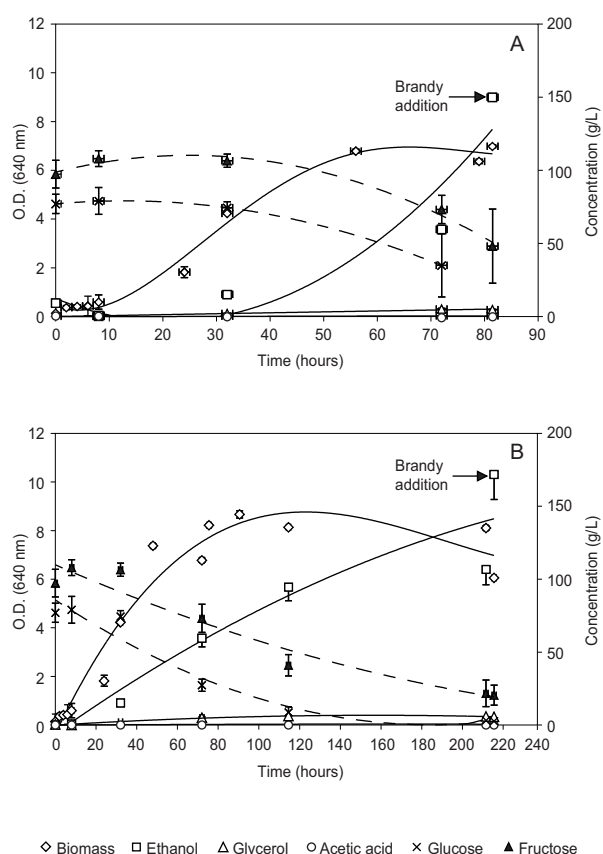 A
12
10
8
6
4
2
0
O.D. (640 nm)
200
150
100
50
0
Concentration (g/L)
Brandy
addition
0 10 20 30 40 50 60 70 80 90
Time (hours)
B
12
10
8
6
4
2
0
O.D. (640 nm)
200
150
100
50
0
Concentration (g/L)
Brandy
addition
0 20 40 60 80 100 120 140 160 180 200 220 240
Time (hours)
Biomass Ethanol Glycerol Acetic acid Glucose Fructose